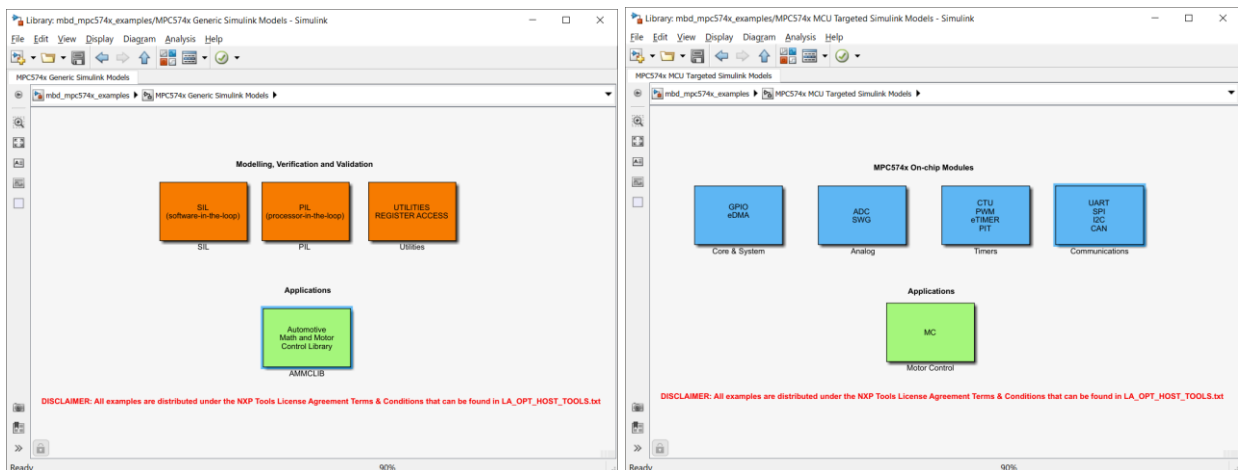 Library: mbd_mpc574x_examples/MPC574x Generic Simulink Models - Simulink
File Edit View Display Diagram Analysis Help
MPC574x Generic Simulink Models
mbd_mpc574x_examples MPC574x Generic Simulink Models
Modelling, Verification and Validation
SIL
(software-in-the-loop)
SIL
PIL
(processor-in-the-loop)
PIL
UTILITIES
REGISTER ACCESS
Utilities
Applications
Automotive
Math and Motor
Control Library
AMMCLIB
DISCLAIMER: All examples are distributed under the NXP Tools License Agreement Terms & Conditions that can be found in LA_OPT_HOST_TOOLS.txt
Ready 90%
Library: mbd_mpc574x_examples/MPC574x MCU Targeted Simulink Models - Simulink
File Edit View Display Diagram Analysis Help
MPC574x MCU Targeted Simulink Models
mbd_mpc574x_examples MPC574x MCU Targeted Simulink Models
MPC574x On-chip Modules
GPIO
eDMA
Core & System
ADC
SWG
Analog
CTU
PWM
eTIMER
PIT
Timers
UART
SPI
I2C
CAN
Communications
Applications
MC
Motor Control
DISCLAIMER: All examples are distributed under the NXP Tools License Agreement Terms & Conditions that can be found in LA_OPT_HOST_TOOLS.txt
Ready 90%